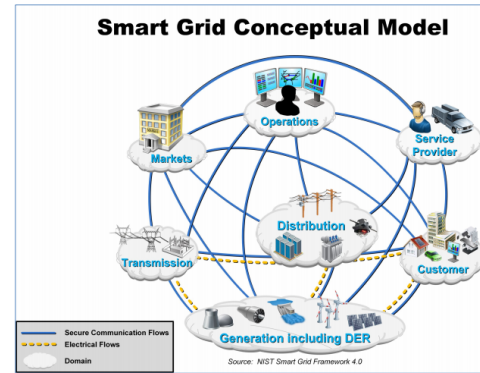 Smart Grid Conceptual Model
Operations
Service
Provider
Markets
Distribution
Transmission
Customer
Generation including DER
Secure Communication Flows
Electrical Flows
Domain
Source: NIST Smart Grid Framework 4.0